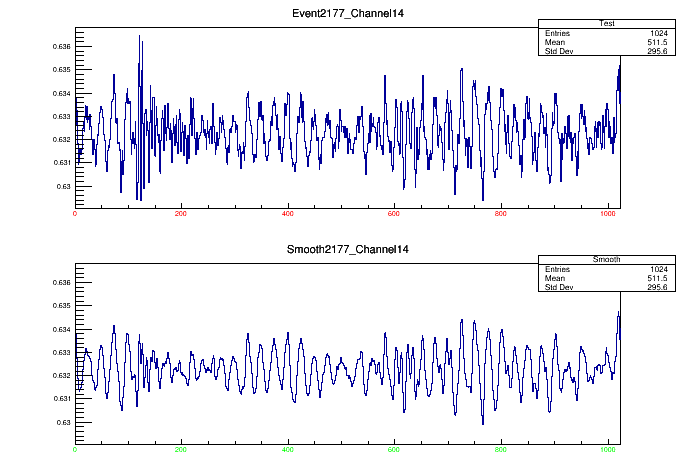 Event2177_Channel14
Test
Entries 1024
Mean 511.5
Std Dev 295.6
0.636
0.635
0.634
0.633
0.632
0.631
0.63
0 200 400 600 800 1000
Smooth2177_Channel14
Smooth
Entries 1024
Mean 511.5
Std Dev 295.6
0.636
0.635
0.634
0.633
0.632
0.631
0.63
0 200 400 600 800 1000